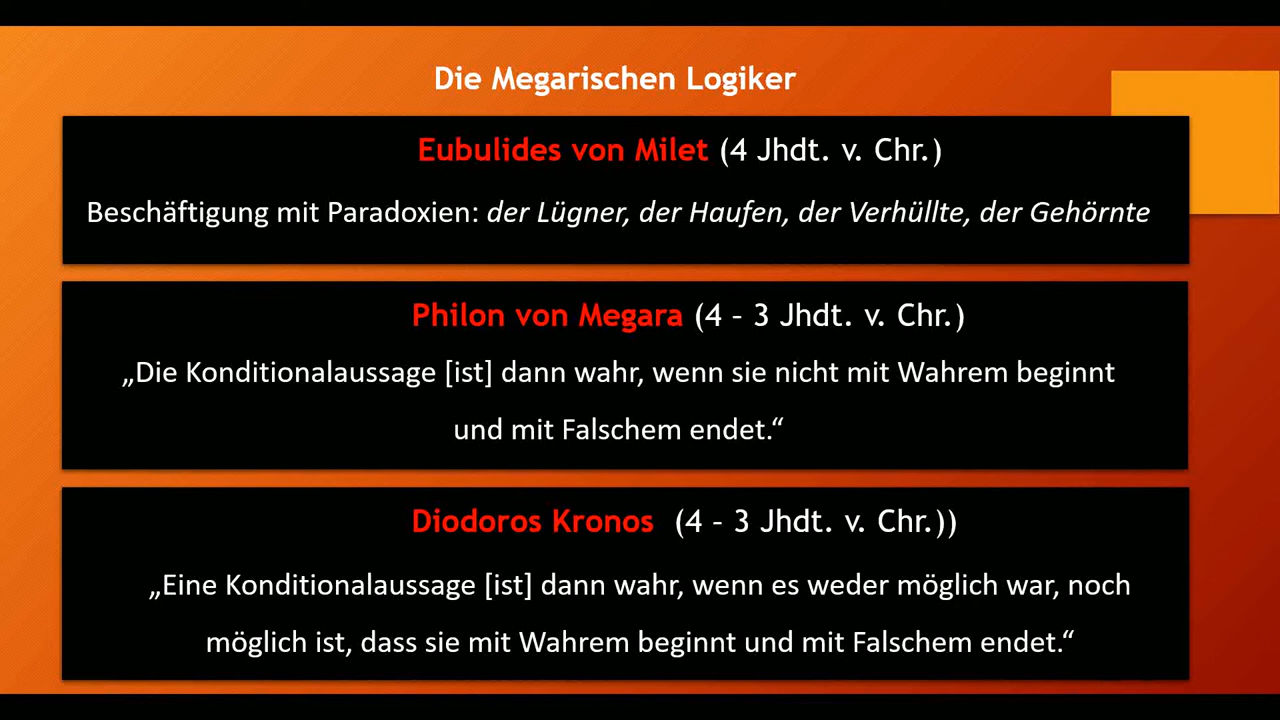 Die Megarischen Logiker
Eubulides von Milet (4 Jhdt. v. Chr.)
Beschäftigung mit Paradoxien: der Lügner, der Haufen, der Verhüllte, der Gehörnte
Philon von Megara (4 - 3 Jhdt. v. Chr.)
„Die Konditionalaussage [ist] dann wahr, wenn sie nicht mit Wahrem beginnt
und mit Falschem endet.“
Diodoros Kronos (4 - 3 Jhdt. v. Chr.))
„Eine Konditionalaussage [ist] dann wahr, wenn es weder möglich war, noch
möglich ist, dass sie mit Wahrem beginnt und mit Falschem endet.“